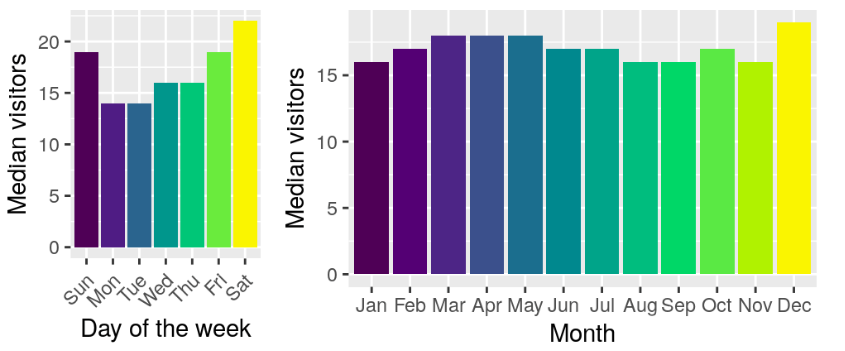 Median visitors
20
15
10
5
0
Sun Mon Tue Wed Thu Fri Sat
Day of the week
Median visitors
15
10
5
0
Jan Feb Mar Apr May Jun Jul Aug Sep Oct Nov Dec
Month